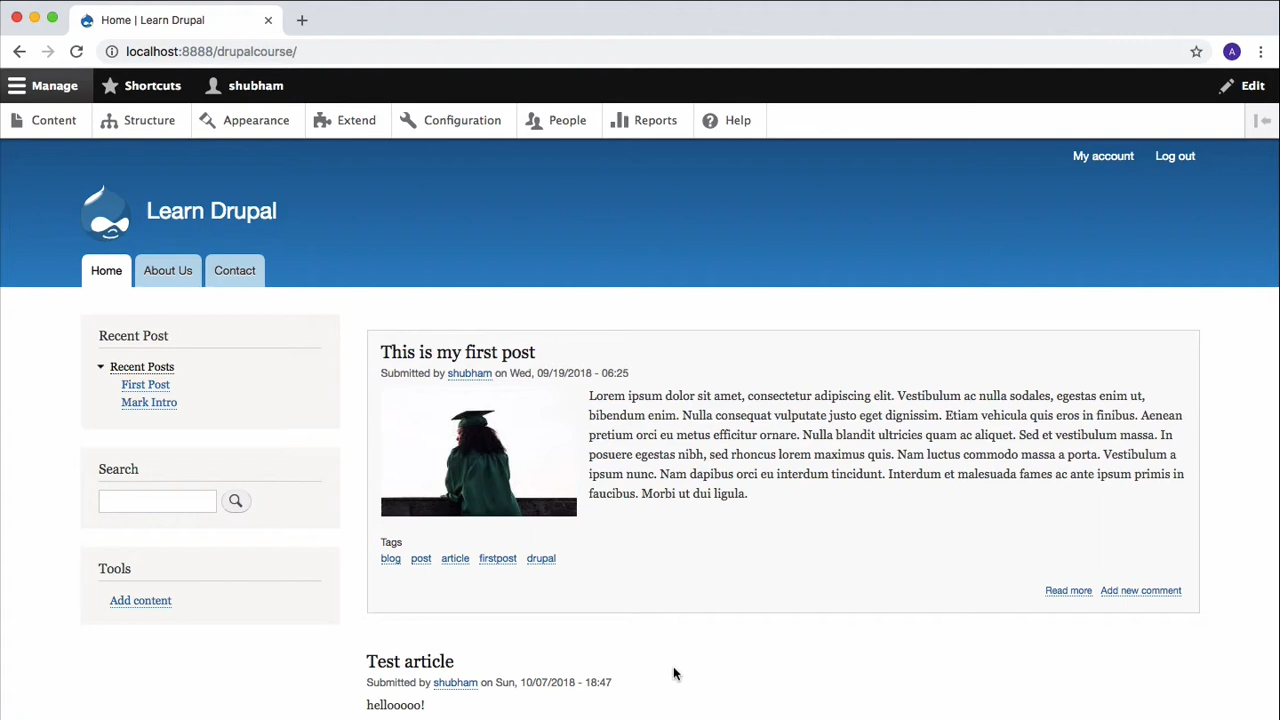 Home | Learn Drupal
localhost:8888/drupalcourse/
A
Manage Shortcuts shubham Edit
Content Structure Appearance Extend Configuration People Reports Help
My account Log out
Learn Drupal
Home About Us Contact
Recent Post
Recent Posts
First Post
Mark Intro
Search
Tools
Add content
This is my first post
Submitted by shubham on Wed, 09/19/2018 - 06:25
Lorem ipsum dolor sit amet, consectetur adipiscing elit. Vestibulum ac nulla sodales, egestas enim ut,
bibendum enim. Nulla consequat vulputate justo eget dignissim. Etiam vehicula quis eros in finibus. Aenean
pretium orci eu metus efficitur ornare. Nulla blandit ultricies quam ac aliquet. Sed et vestibulum massa. In
posuere egestas nibh, sed rhoncus lorem maximus quis. Nam luctus commodo massa a porta. Vestibulum a
ipsum nunc. Nam dapibus orci eu interdum tincidunt. Interdum et malesuada fames ac ante ipsum primis in
faucibus. Morbi ut dui ligula.
Tags
blog post article firstpost drupal
Read more Add new comment
Test article
Submitted by shubham on Sun, 10/07/2018 - 18:47
hellooooo!